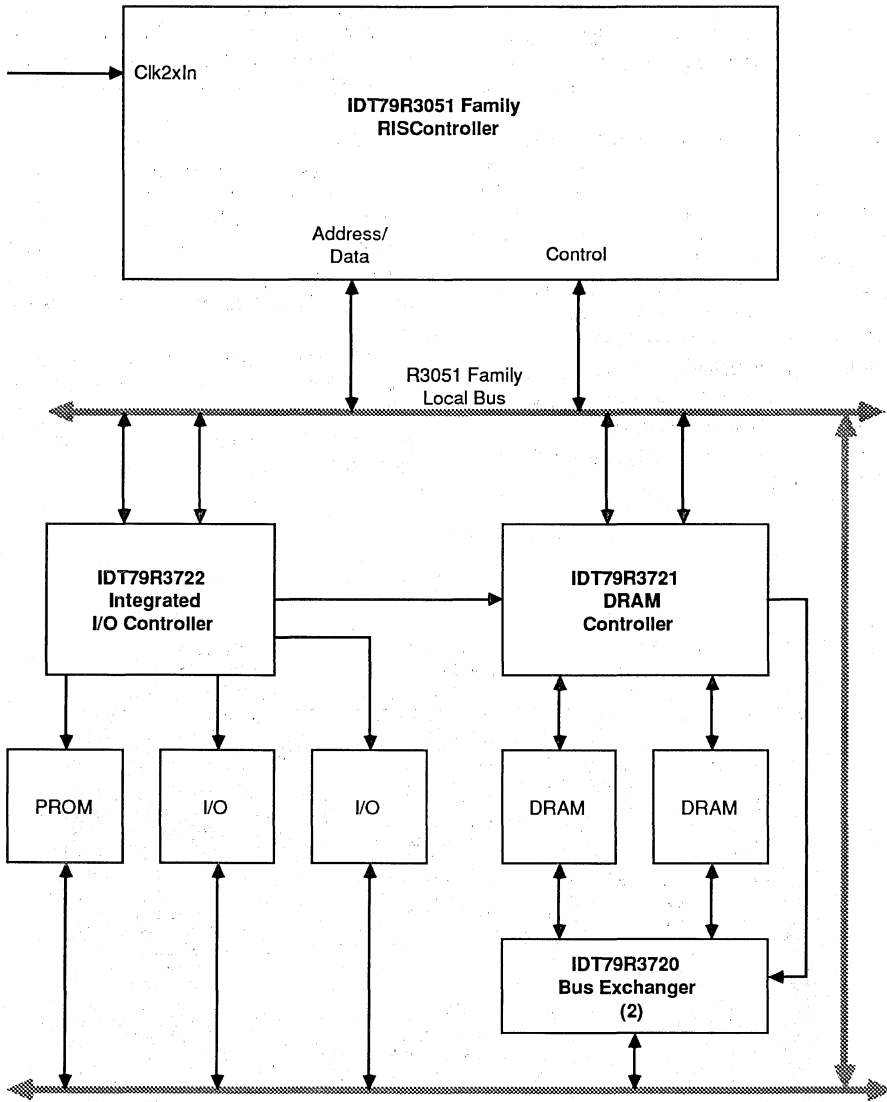 Clk2xIn
IDT79R3051 Family
RISController
Address/
Data
Control
R3051 Family
Local Bus
IDT79R3722
Integrated
I/O Controller
IDT79R3721
DRAM
Controller
PROM
I/O
I/O
DRAM
DRAM
IDT79R3720
Bus Exchanger
(2)